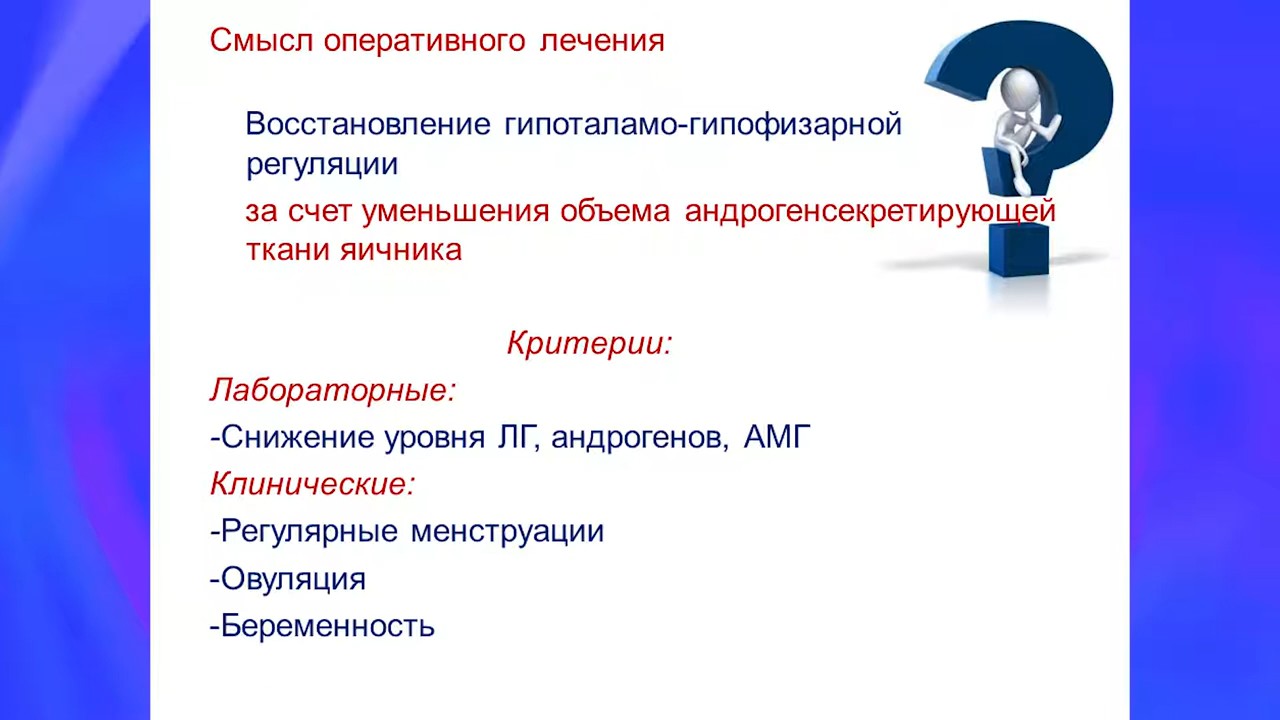 Смысл оперативного лечения
Восстановление гипоталамо-гипофизарной
регуляции
за счет уменьшения объема андрогенсекретирующей
ткани яичника
Критерии:
Лабораторные:
-Снижение уровня ЛГ, андрогенов, АМГ
Клинические:
-Регулярные менструации
-Овуляция
-Беременность